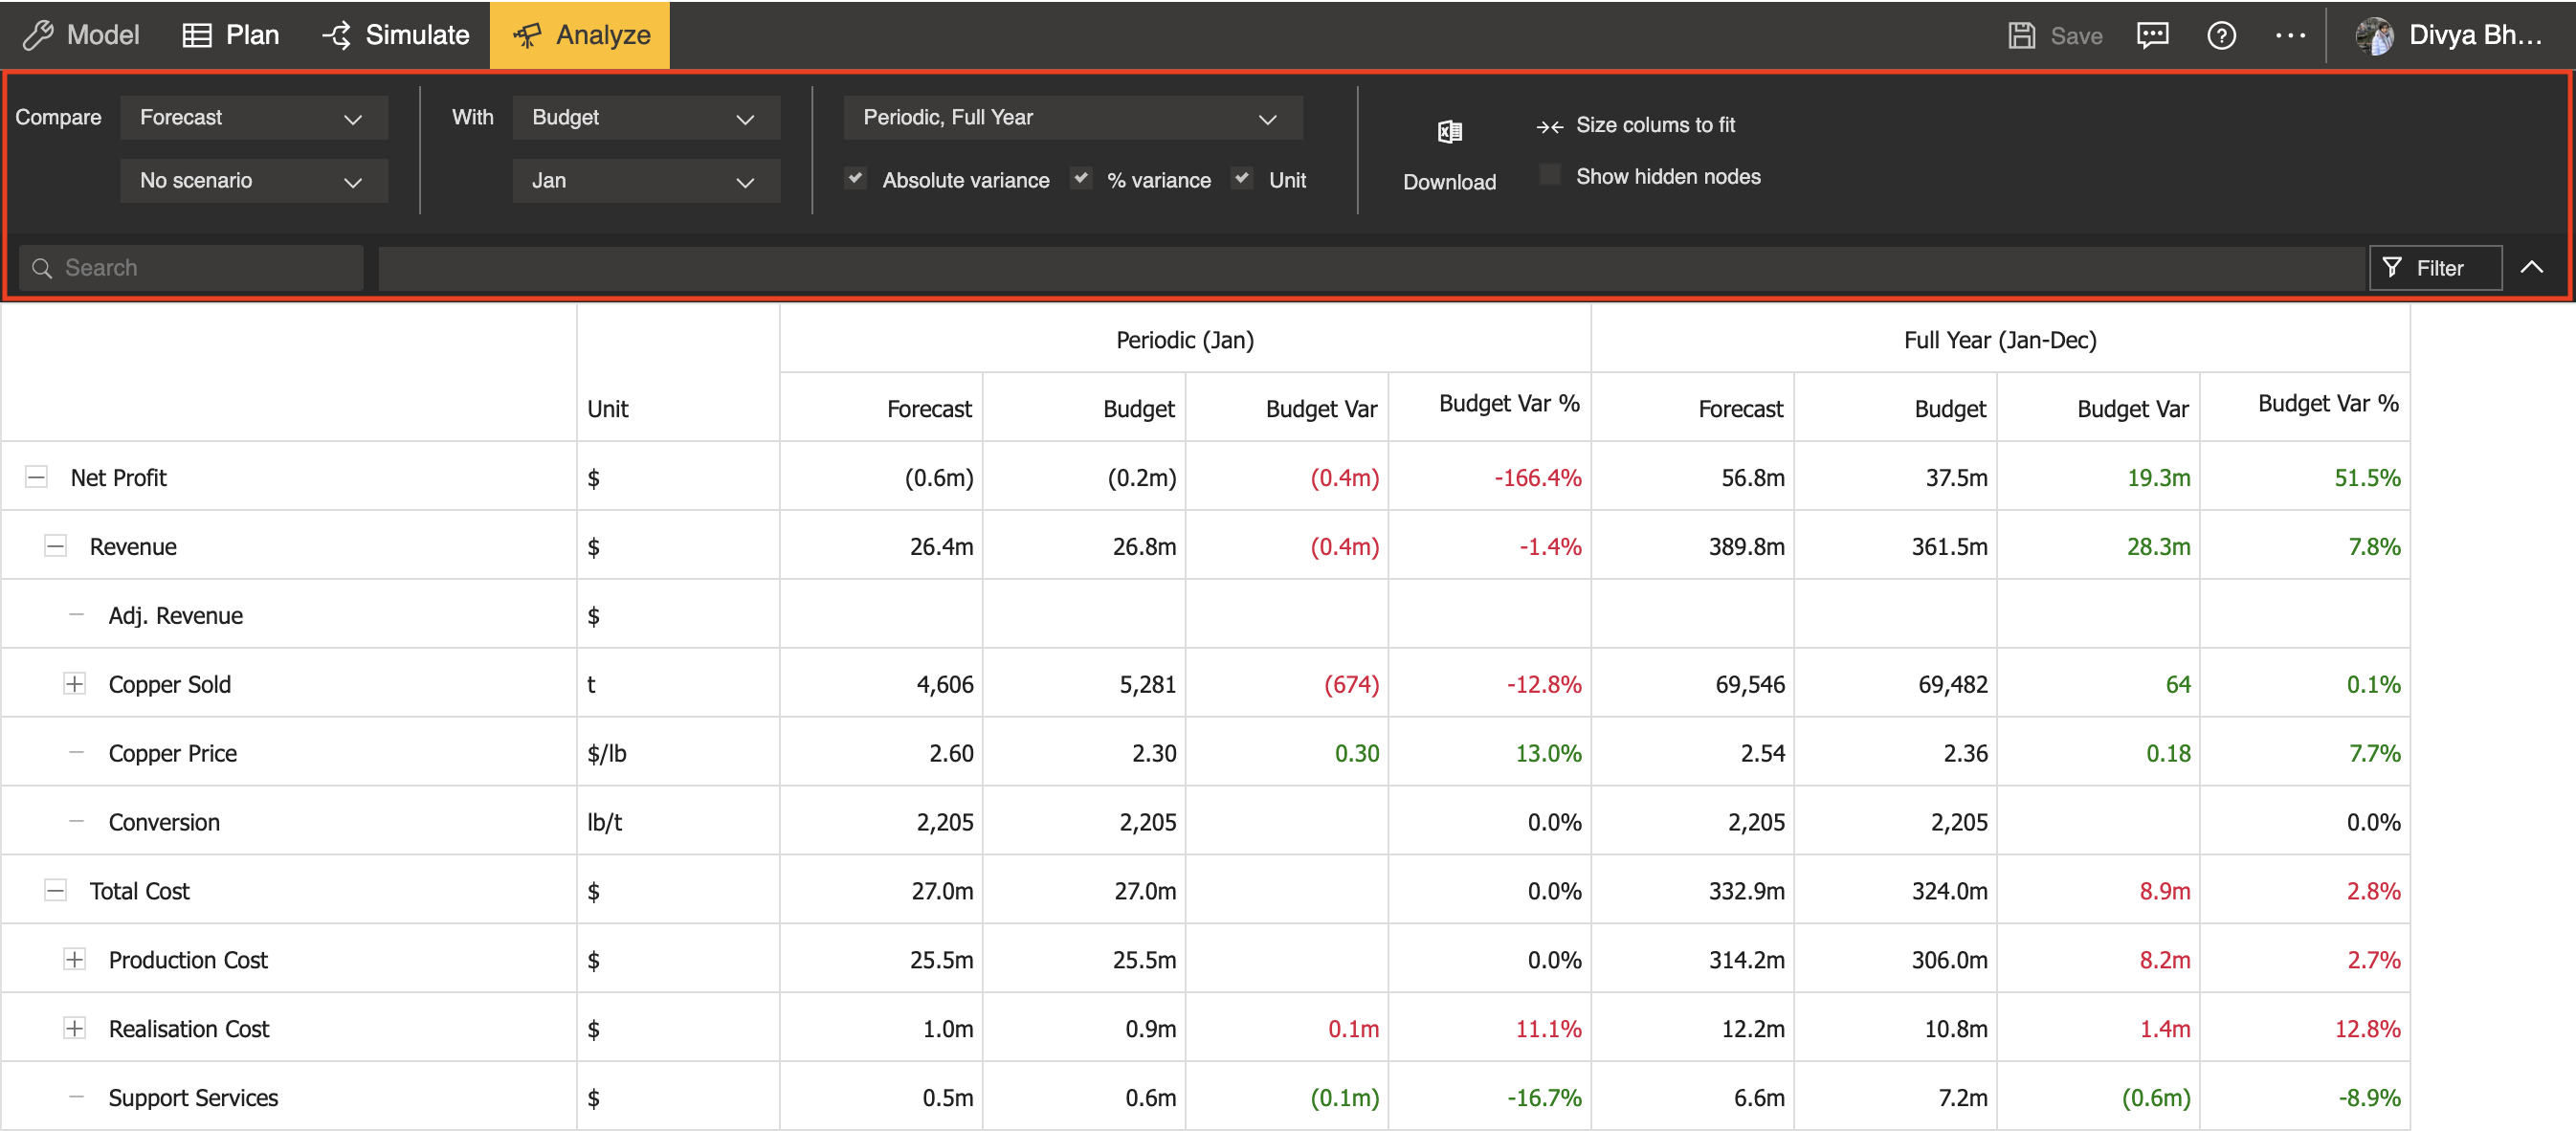 Model Plan Simulate Analyze Save Divya Bh...
Compare Forecast With Budget Periodic, Full Year Size colums to fit
No scenario Jan Absolute variance % variance Unit Download Show hidden nodes
Search Filter
Periodic (Jan) Full Year (Jan-Dec)
Unit Forecast Budget Budget Var Budget Var % Forecast Budget Budget Var Budget Var %
Net Profit $ (0.6m) (0.2m) (0.4m) -166.4% 56.8m 37.5m 19.3m 51.5%
Revenue $ 26.4m 26.8m (0.4m) -1.4% 389.8m 361.5m 28.3m 7.8%
Adj. Revenue $
Copper Sold t 4,606 5,281 (674) -12.8% 69,546 69,482 64 0.1%
Copper Price $/lb 2.60 2.30 0.30 13.0% 2.54 2.36 0.18 7.7%
Conversion lb/t 2,205 2,205 0.0% 2,205 2,205 0.0%
Total Cost $ 27.0m 27.0m 0.0% 332.9m 324.0m 8.9m 2.8%
Production Cost $ 25.5m 25.5m 0.0% 314.2m 306.0m 8.2m 2.7%
Realisation Cost $ 1.0m 0.9m 0.1m 11.1% 12.2m 10.8m 1.4m 12.8%
Support Services $ 0.5m 0.6m (0.1m) -16.7% 6.6m 7.2m (0.6m) -8.9%